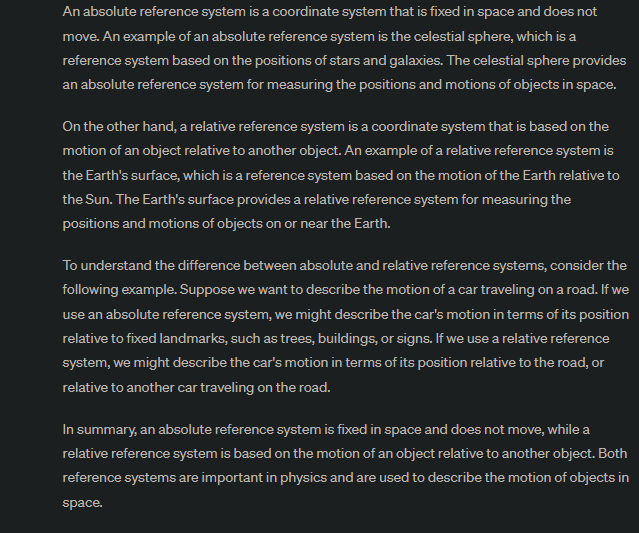 An absolute reference system is a coordinate system that is fixed in space and does not
move. An example of an absolute reference system is the celestial sphere, which is a
reference system based on the positions of stars and galaxies. The celestial sphere provides
an absolute reference system for measuring the positions and motions of objects in space.
On the other hand, a relative reference system is a coordinate system that is based on the
motion of an object relative to another object. An example of a relative reference system is
the Earth's surface, which is a reference system based on the motion of the Earth relative to
the Sun. The Earth's surface provides a relative reference system for measuring the
positions and motions of objects on or near the Earth.
To understand the difference between absolute and relative reference systems, consider the
following example. Suppose we want to describe the motion of a car traveling on a road. If we
use an absolute reference system, we might describe the car's motion in terms of its position
relative to fixed landmarks, such as trees, buildings, or signs. If we use a relative reference
system, we might describe the car's motion in terms of its position relative to the road, or
relative to another car traveling on the road.
In summary, an absolute reference system is fixed in space and does not move, while a
relative reference system is based on the motion of an object relative to another object. Both
reference systems are important in physics and are used to describe the motion of objects in
space.